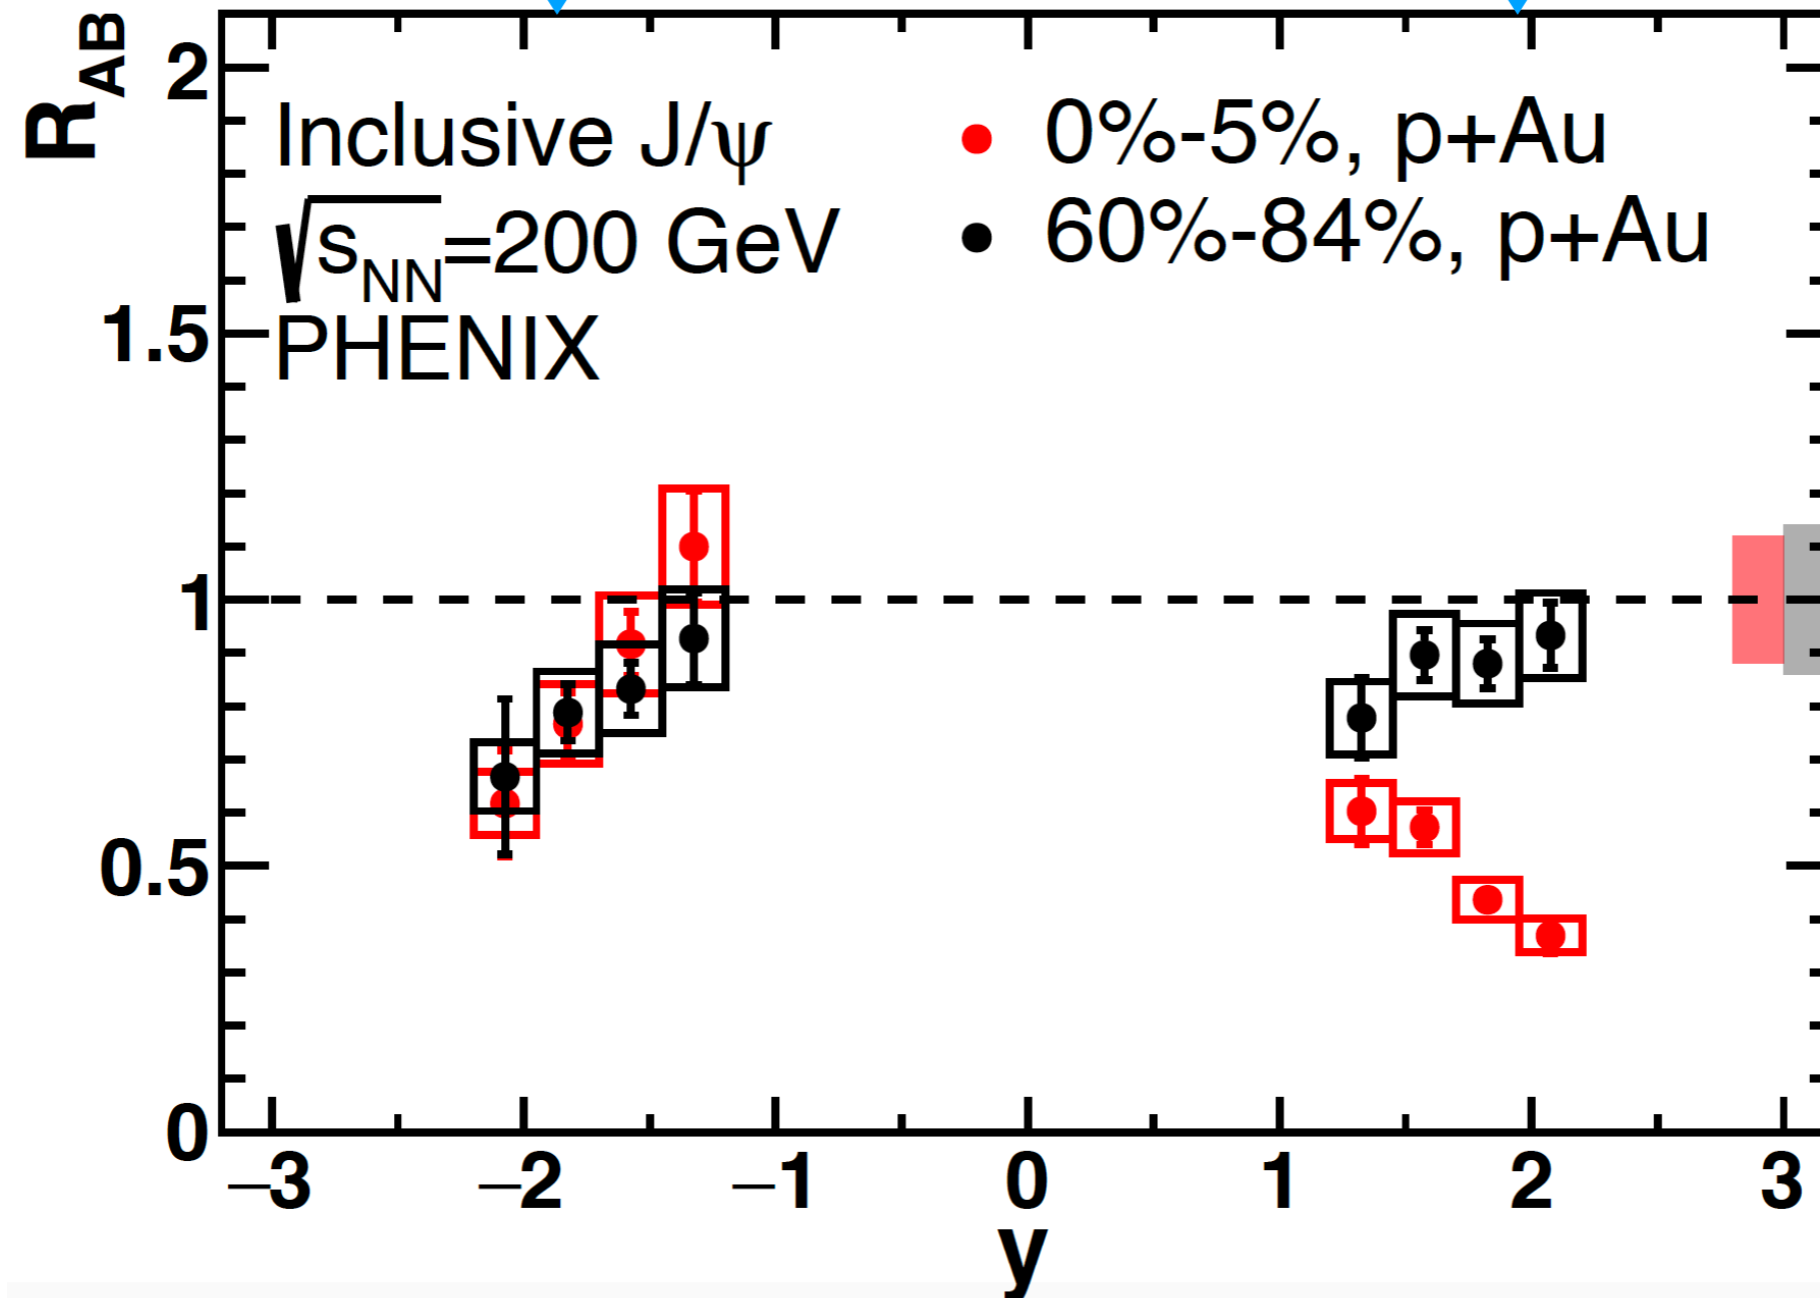 R_AB
2
1.5
1
0.5
0
Inclusive J/ψ
√s_NN=200 GeV
PHENIX
0%-5%, p+Au
60%-84%, p+Au
−3 −2 −1 0 1 2 3
y